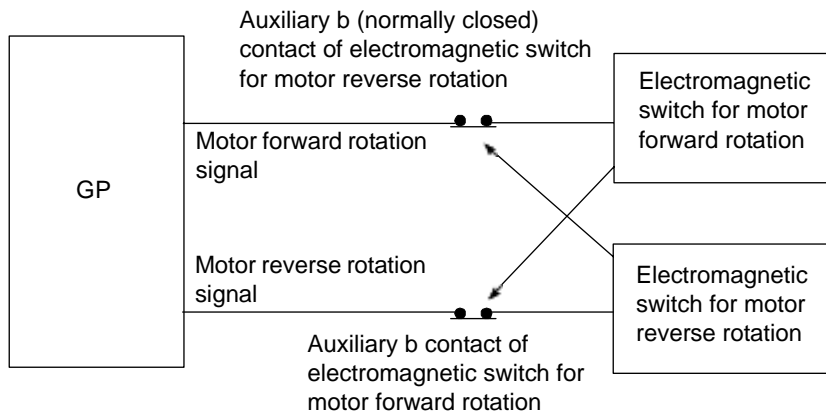 Auxiliary b (normally closed)
contact of electromagnetic switch
for motor reverse rotation
Electromagnetic
switch for motor
forward rotation
Motor forward rotation
signal
GP
Motor reverse rotation
signal
Electromagnetic
switch for motor
reverse rotation
Auxiliary b contact of
electromagnetic switch for
motor forward rotation